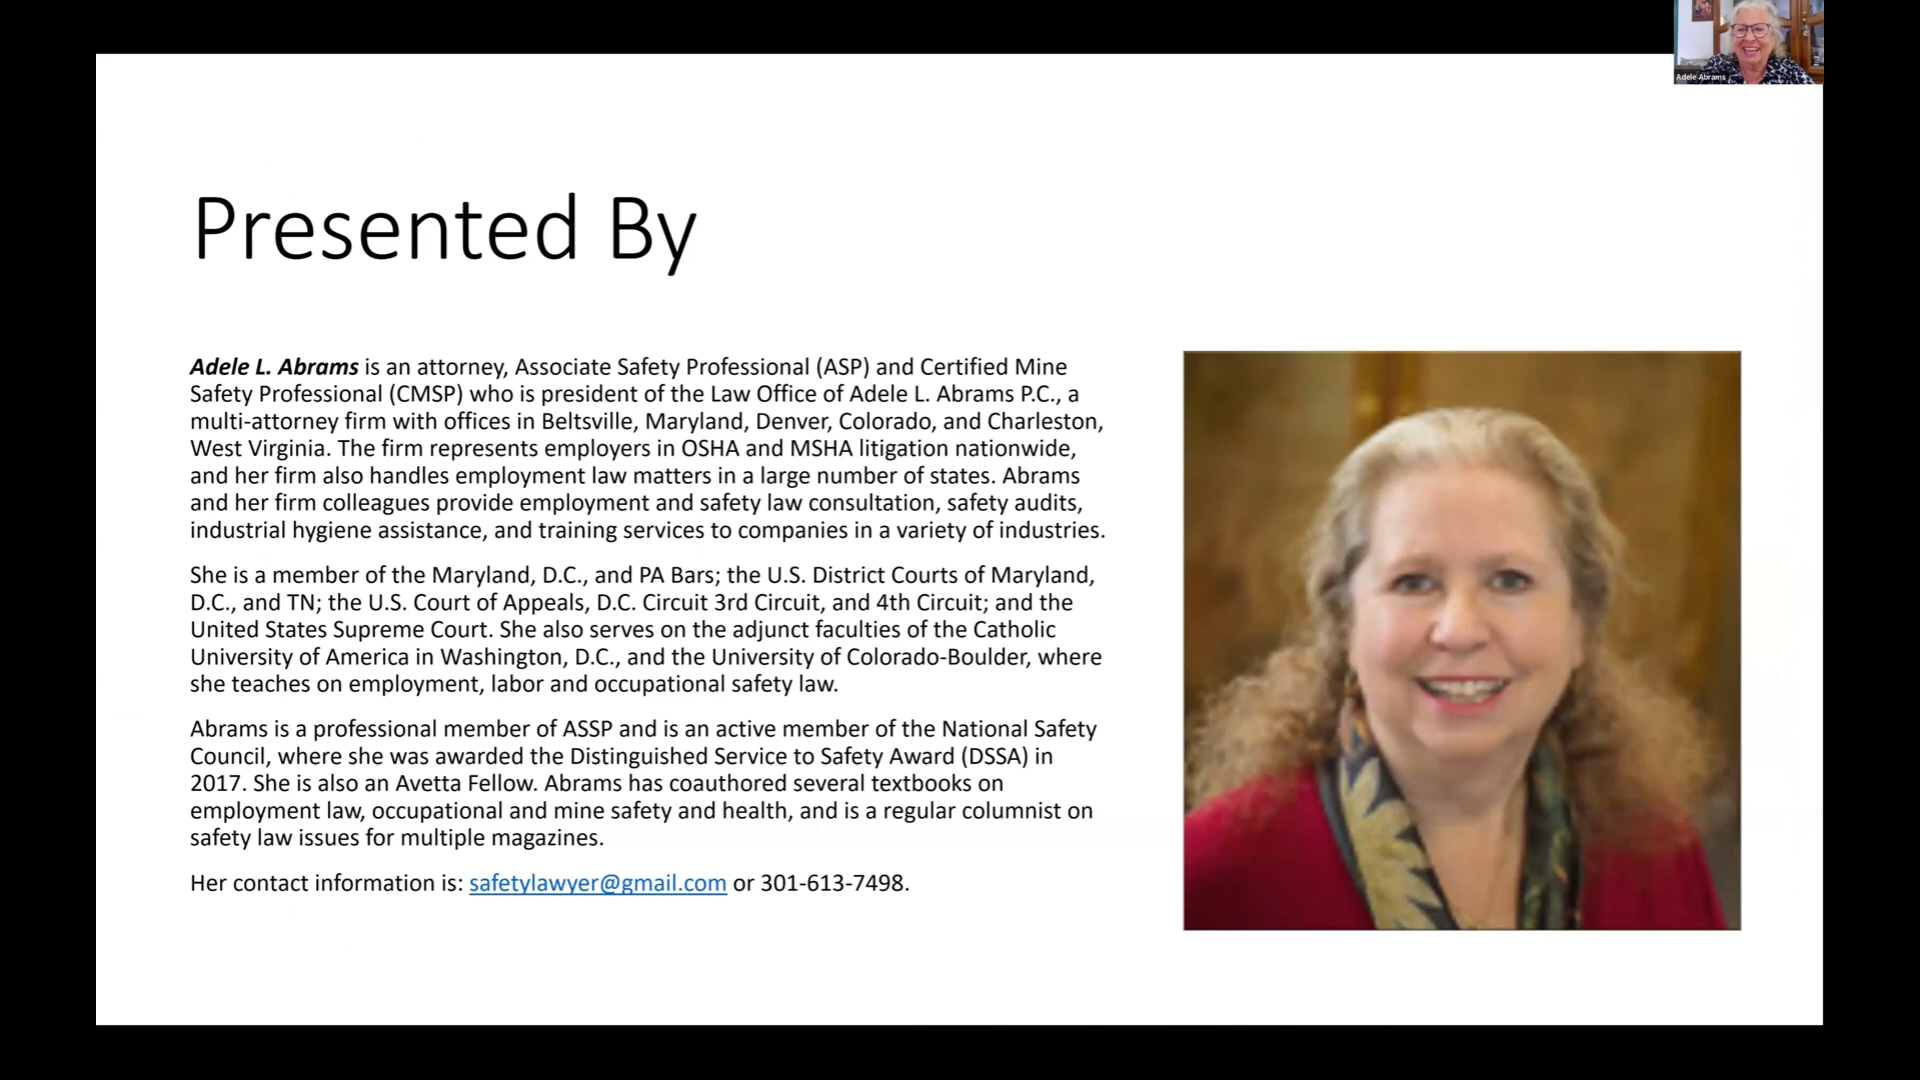 Adele Abrams
Presented By
Adele L. Abrams is an attorney, Associate Safety Professional (ASP) and Certified Mine
Safety Professional (CMSP) who is president of the Law Office of Adele L. Abrams P.C., a
multi-attorney firm with offices in Beltsville, Maryland, Denver, Colorado, and Charleston,
West Virginia. The firm represents employers in OSHA and MSHA litigation nationwide,
and her firm also handles employment law matters in a large number of states. Abrams
and her firm colleagues provide employment and safety law consultation, safety audits,
industrial hygiene assistance, and training services to companies in a variety of industries.
She is a member of the Maryland, D.C., and PA Bars; the U.S. District Courts of Maryland,
D.C., and TN; the U.S. Court of Appeals, D.C. Circuit 3rd Circuit, and 4th Circuit; and the
United States Supreme Court. She also serves on the adjunct faculties of the Catholic
University of America in Washington, D.C., and the University of Colorado-Boulder, where
she teaches on employment, labor and occupational safety law.
Abrams is a professional member of ASSP and is an active member of the National Safety
Council, where she was awarded the Distinguished Service to Safety Award (DSSA) in
2017. She is also an Avetta Fellow. Abrams has coauthored several textbooks on
employment law, occupational and mine safety and health, and is a regular columnist on
safety law issues for multiple magazines.
Her contact information is: safetylawyer@gmail.com or 301-613-7498.